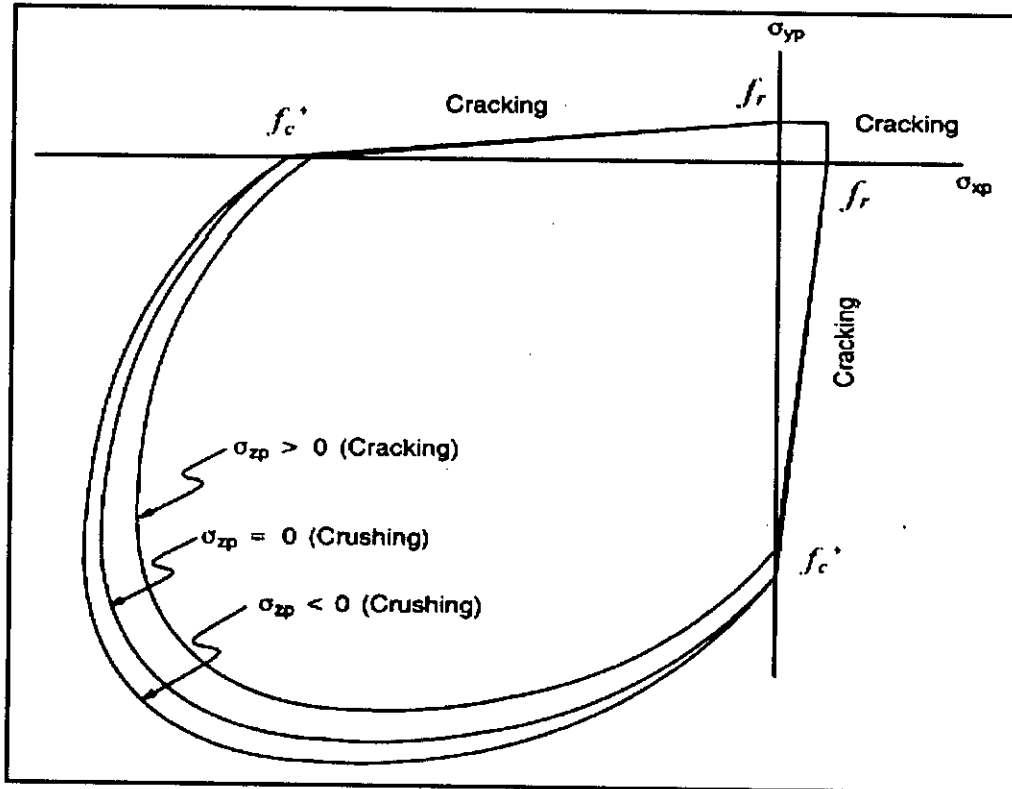 σyp
Cracking
fr
fc'
Cracking
σxp
fr
Cracking
σzp > 0 (Cracking)
σzp = 0 (Crushing)
fc'
σzp < 0 (Crushing)